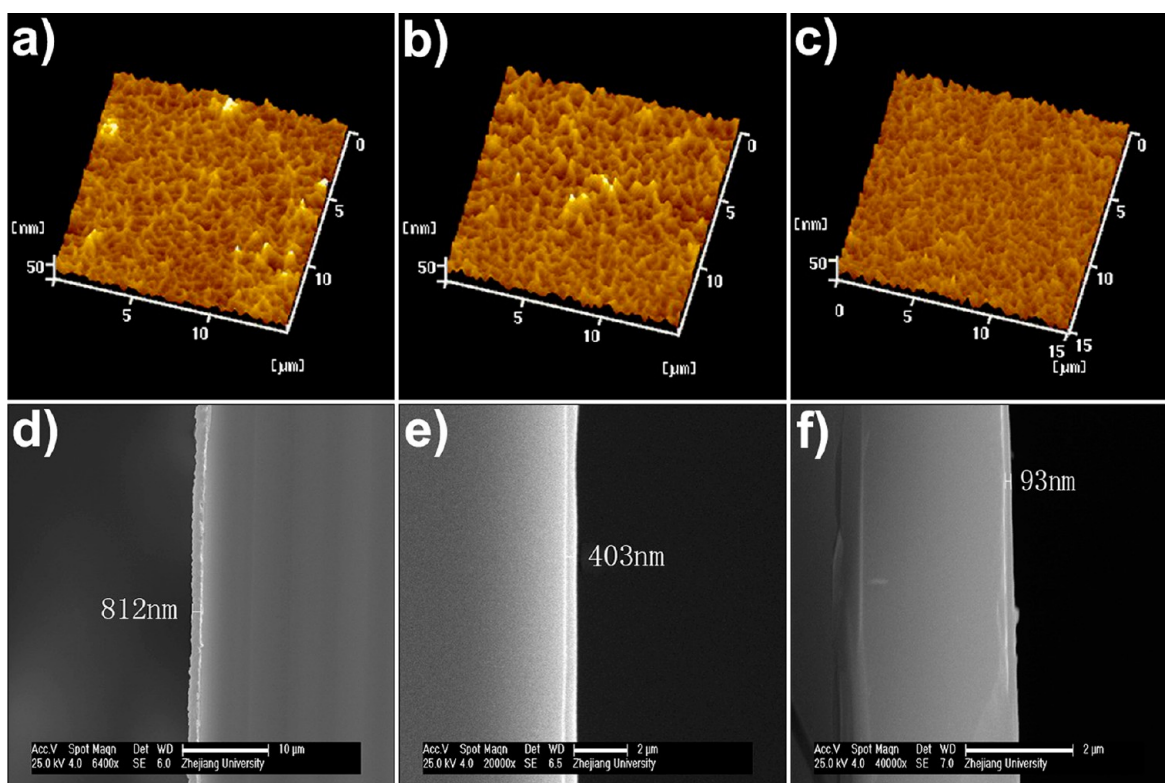 a)
[nm]
50
5
10
0
5
10
[µm]
b)
[nm]
50
5
10
0
5
10
[µm]
c)
[nm]
50
0
5
10
15
0
5
10
15
[µm]
d)
812nm
Acc.V Spot Magn Det WD 10 µm
25.0 kV 4.0 6400x SE 6.0 Zhejiang University
e)
403nm
Acc.V Spot Magn Det WD 2 µm
25.0 kV 4.0 20000x SE 6.5 Zhejiang University
f)
93nm
Acc.V Spot Magn Det WD 2 µm
25.0 kV 4.0 40000x SE 7.0 Zhejiang University